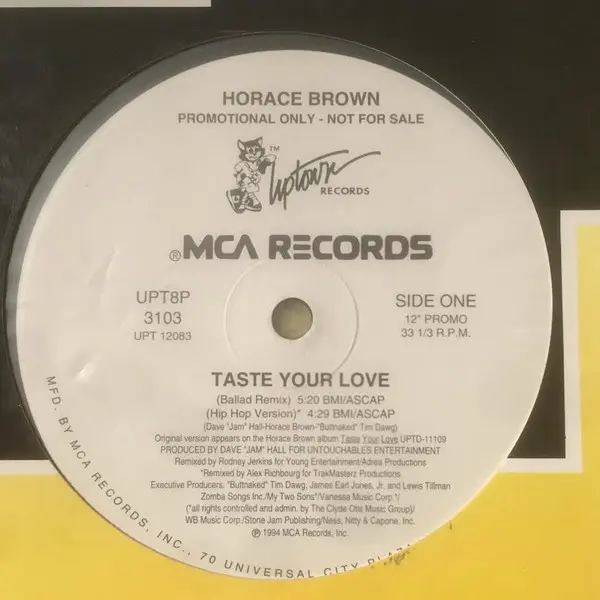 HORACE BROWN
PROMOTIONAL ONLY - NOT FOR SALE
TM
Uptown
RECORDS
®MCA RECORDS
UPT8P
3103
UPT 12083
SIDE ONE
12" PROMO
33 1/3 R.P.M.
TASTE YOUR LOVE
(Ballad Remix) 5:20 BMI/ASCAP
(Hip Hop Version)* 4:29 BMI/ASCAP
(Dave "Jam" Hall-Horace Brown-"Buttnaked" Tim Dawg)
Original version appears on the Horace Brown album Taste Your Love UPTD-11109
PRODUCED BY DAVE "JAM" HALL FOR UNTOUCHABLES ENTERTAINMENT
Remixed by Rodney Jerkins for Young Entertainment/Adres Productions
*Remixed by Alex Richbourg for TrakMasterz Productions
Executive Producers: "Buttnaked" Tim Dawg, James Earl Jones, Jr. and Lewis Tillman
Zomba Songs Inc./My Two Sons*/Vanessa Music Corp.*/
(*all rights controlled and admin. by The Clyde Otis Music Group)/
WB Music Corp./Stone Jam Publishing/Ness, Nitty & Capone, Inc.
℗ 1994 MCA Records, Inc.
MFD. BY MCA RECORDS, INC., 70 UNIVERSAL CITY PLAZA